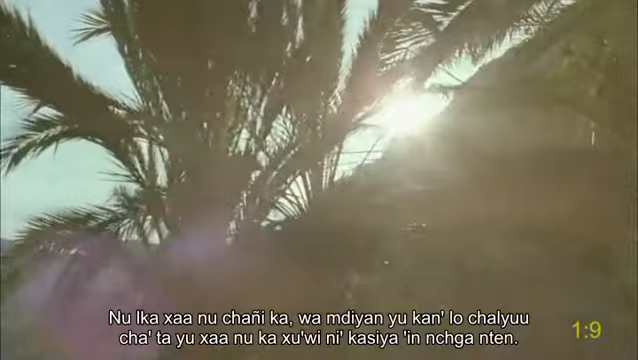 Nu lka xaa nu chañi ka, wa mdiyan yu kan' lo chalyuu
cha' ta yu xaa nu ka xu'wi ni' kasiya 'in nchga nten.
1:9